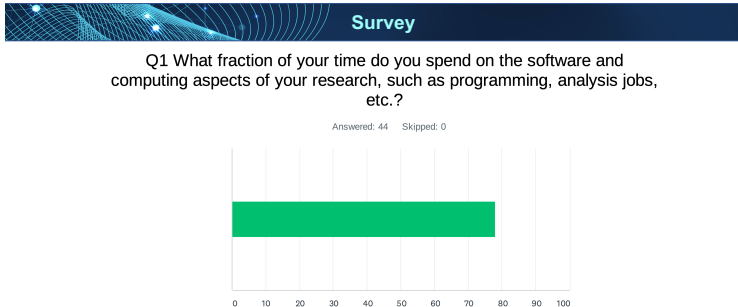 Survey
Q1 What fraction of your time do you spend on the software and
computing aspects of your research, such as programming, analysis jobs,
etc.?
Answered: 44 Skipped: 0
0 10 20 30 40 50 60 70 80 90 100